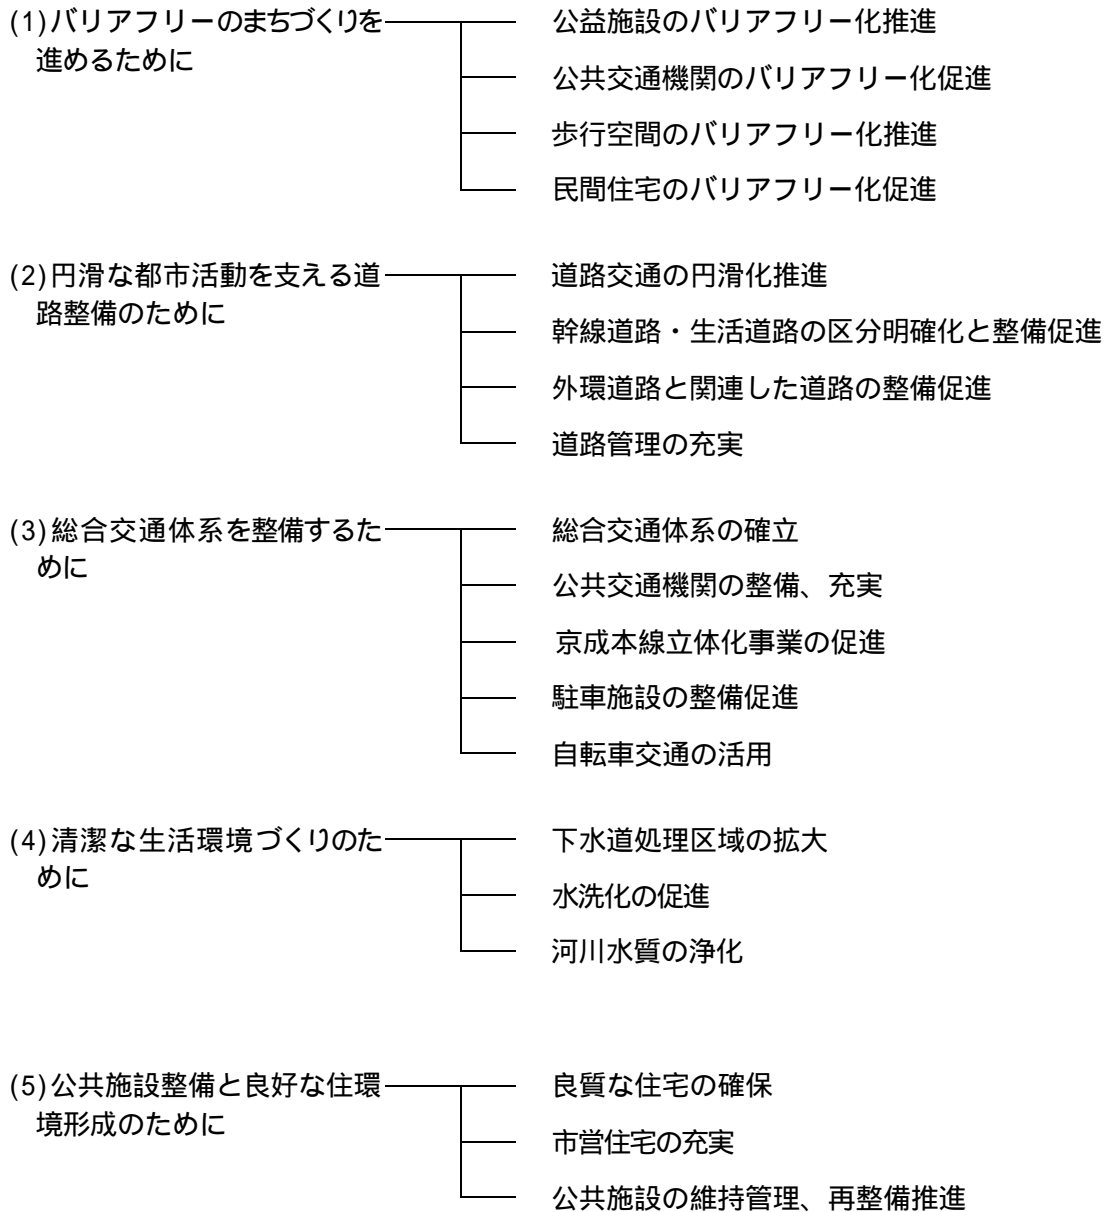 (1)バリアフリーのまちづくりを
進めるために
公益施設のバリアフリー化推進
公共交通機関のバリアフリー化促進
歩行空間のバリアフリー化推進
民間住宅のバリアフリー化促進
(2)円滑な都市活動を支える道
路整備のために
道路交通の円滑化推進
幹線道路・生活道路の区分明確化と整備促進
外環道路と関連した道路の整備促進
道路管理の充実
(3)総合交通体系を整備するた
めに
総合交通体系の確立
公共交通機関の整備、充実
京成本線立体化事業の促進
駐車施設の整備促進
自転車交通の活用
(4)清潔な生活環境づくりのた
めに
下水道処理区域の拡大
水洗化の促進
河川水質の浄化
(5)公共施設整備と良好な住環
境形成のために
良質な住宅の確保
市営住宅の充実
公共施設の維持管理、再整備推進